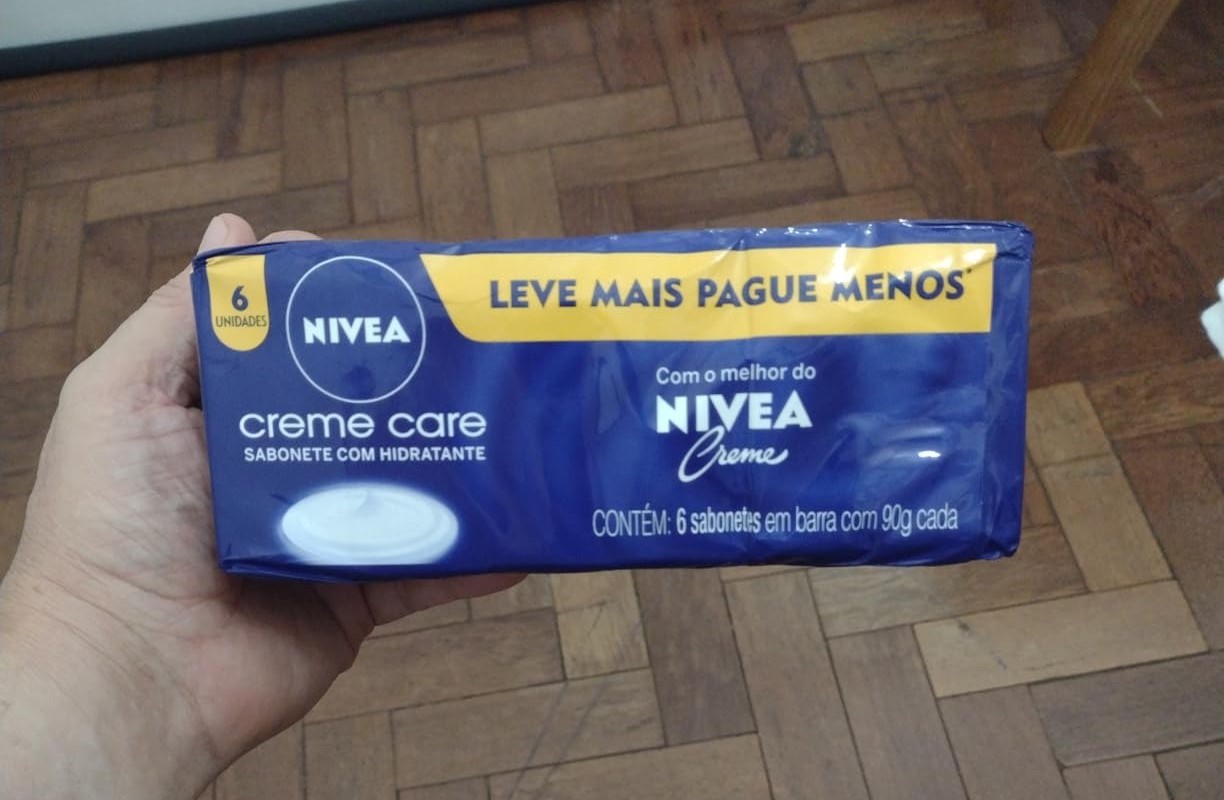 6
UNIDADES
NIVEA
creme care
SABONETE COM HIDRATANTE
LEVE MAIS PAGUE MENOS*
Com o melhor do
NIVEA
Creme
CONTÉM: 6 sabonetes em barra com 90g cada